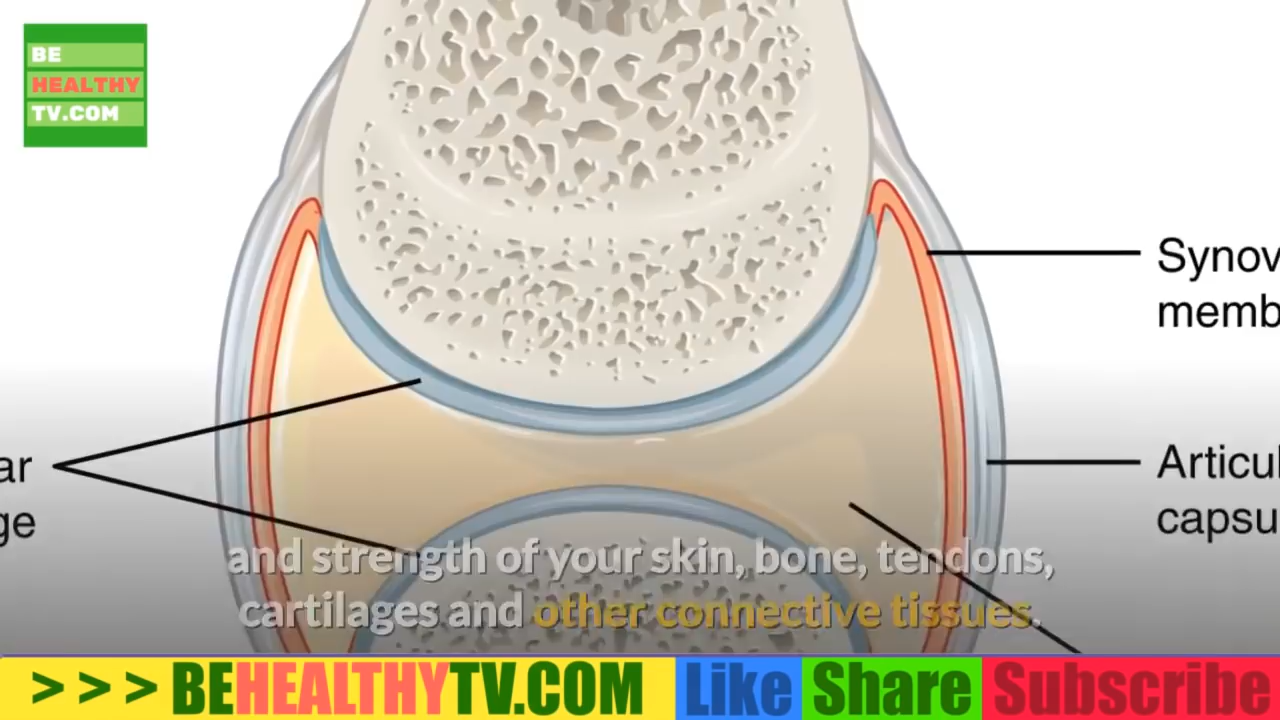 BE
HEALTHY
TV.COM
Synov
memb
ar
ge
Articul
capsu
and strength of your skin, bone, tendons,
cartilages and other connective tissues.
> > > BEHEALTHYTV.COM Like Share Subscribe